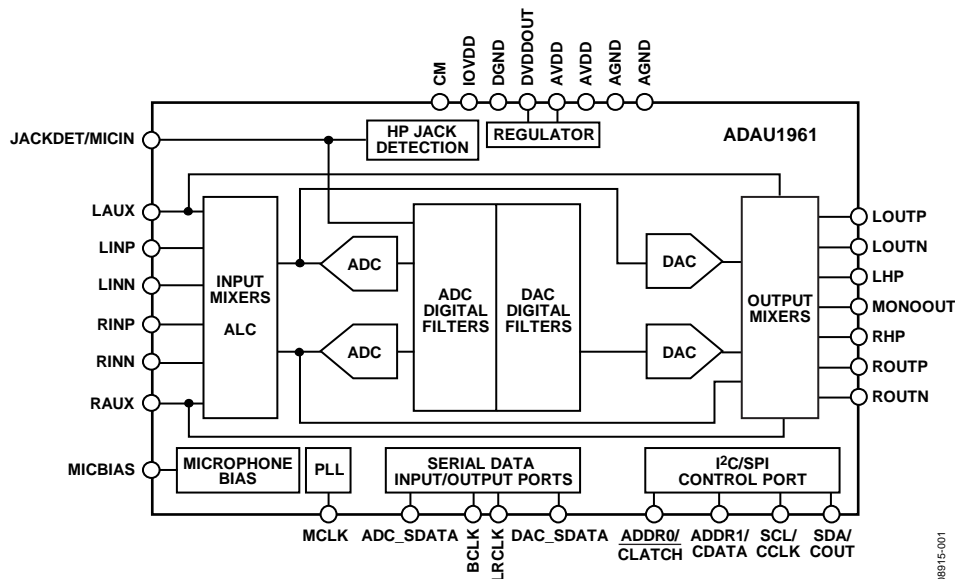 CM
IOVDD
DGND
DVDDOUT
AVDD
AVDD
AGND
AGND
JACKDET/MICIN
HP JACK
DETECTION
REGULATOR
ADAU1961
LAUX
LINP
LINN
RINP
RINN
RAUX
MICBIAS
INPUT
MIXERS
ALC
ADC
ADC
ADC
DIGITAL
FILTERS
DAC
DIGITAL
FILTERS
DAC
DAC
OUTPUT
MIXERS
LOUTP
LOUTN
LHP
MONOOUT
RHP
ROUTP
ROUTN
MICROPHONE
BIAS
PLL
SERIAL DATA
INPUT/OUTPUT PORTS
I2C/SPI
CONTROL PORT
MCLK
ADC_SDATA
BCLK
LRCLK
DAC_SDATA
ADDR0/
CLATCH
ADDR1/
CDATA
SCL/
CCLK
SDA/
COUT
08915-001